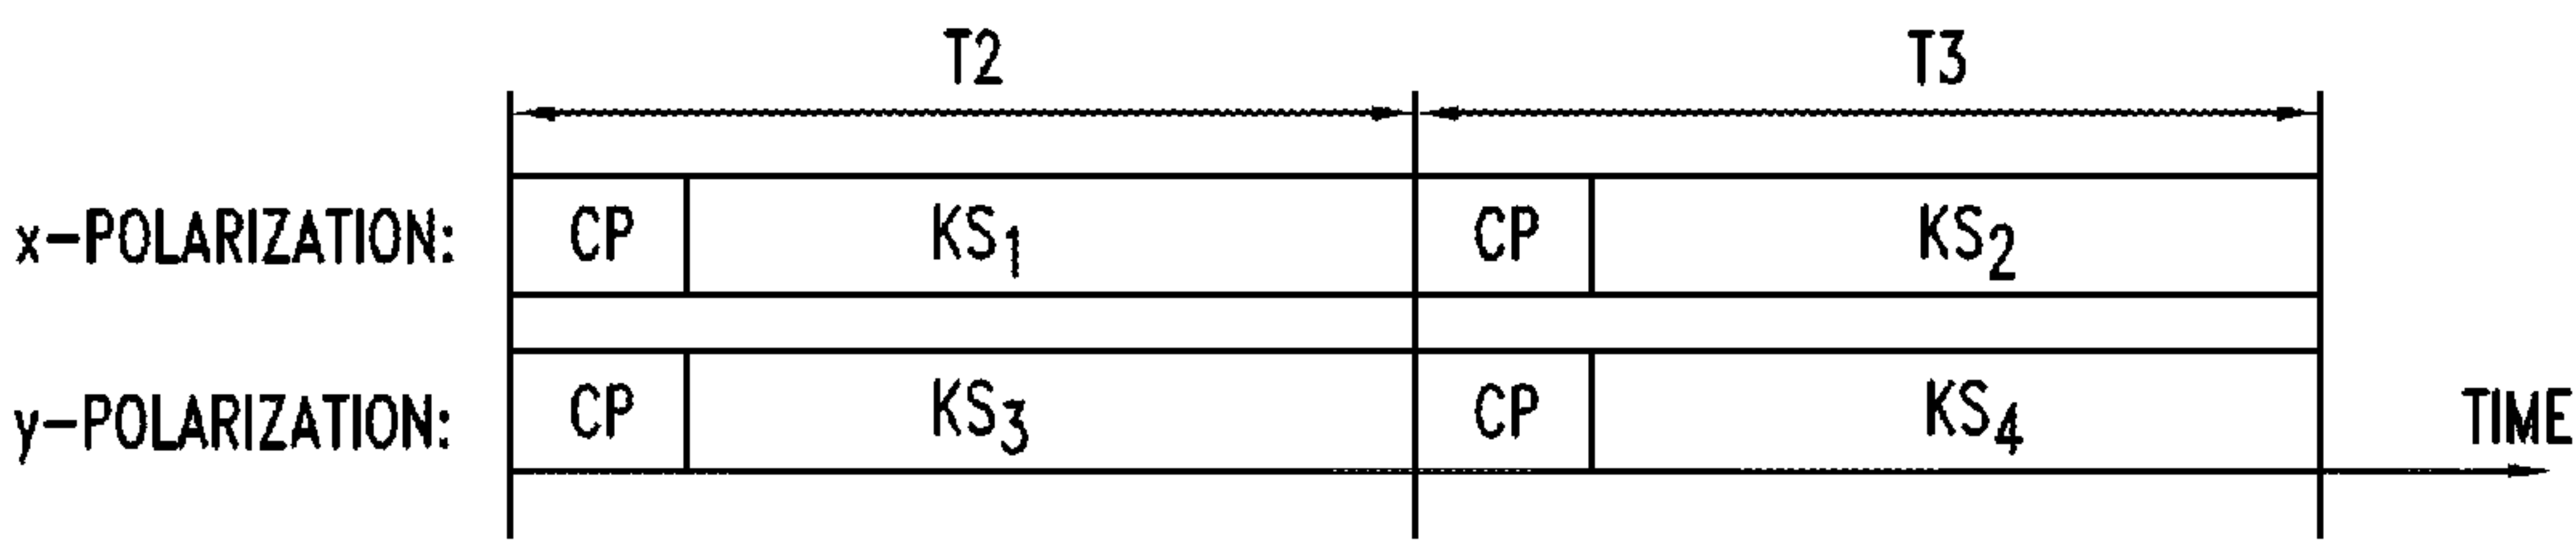 T2 T3
x-POLARIZATION: CP KS1 CP KS2
y-POLARIZATION: CP KS3 CP KS4 TIME